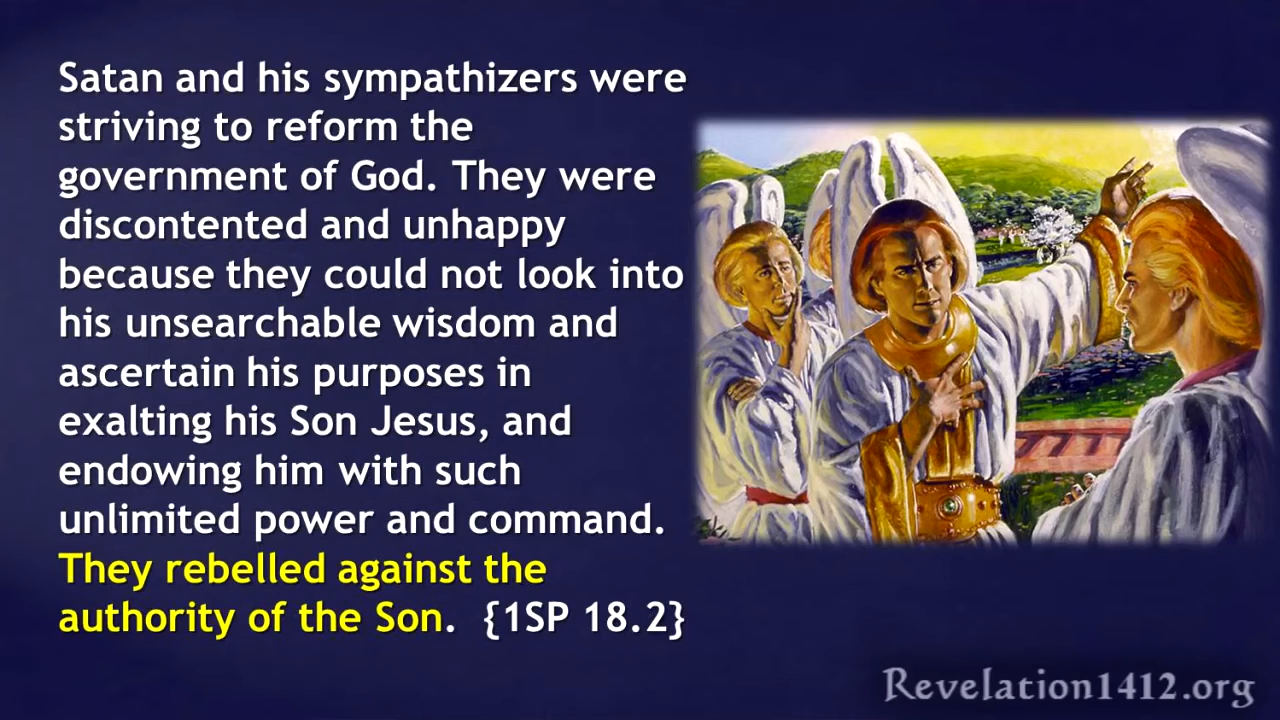 Satan and his sympathizers were
striving to reform the
government of God. They were
discontented and unhappy
because they could not look into
his unsearchable wisdom and
ascertain his purposes in
exalting his Son Jesus, and
endowing him with such
unlimited power and command.
They rebelled against the
authority of the Son. {1SP 18.2}
Revelation1412.org